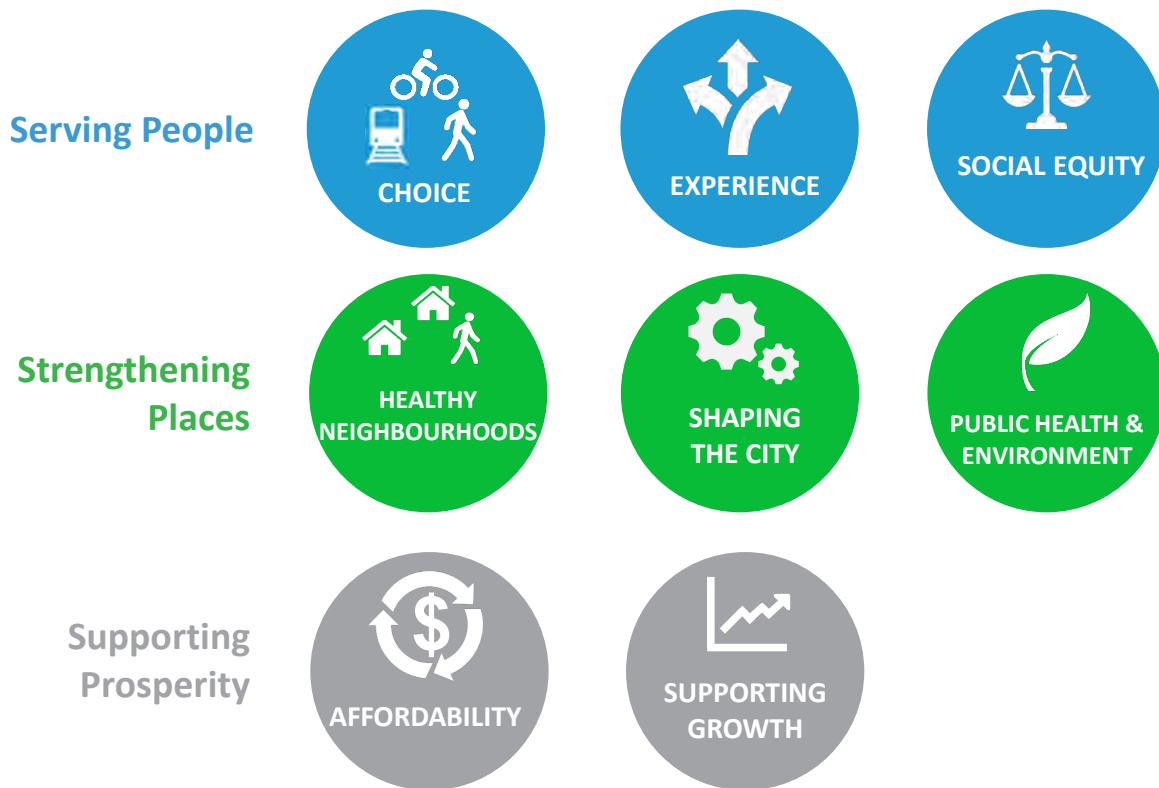 Serving People
CHOICE
EXPERIENCE
SOCIAL EQUITY
Strengthening
Places
HEALTHY
NEIGHBOURHOODS
SHAPING
THE CITY
PUBLIC HEALTH &
ENVIRONMENT
Supporting
Prosperity
$
AFFORDABILITY
SUPPORTING
GROWTH